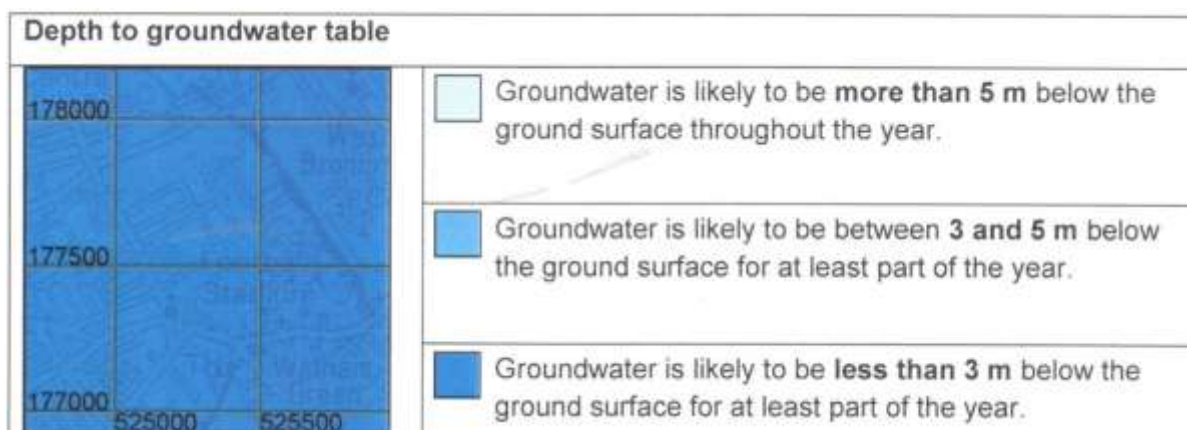 Depth to groundwater table
178000
177500
177000
525000 525500
Groundwater is likely to be more than 5 m below the
ground surface throughout the year.
Groundwater is likely to be between 3 and 5 m below
the ground surface for at least part of the year.
Groundwater is likely to be less than 3 m below the
ground surface for at least part of the year.